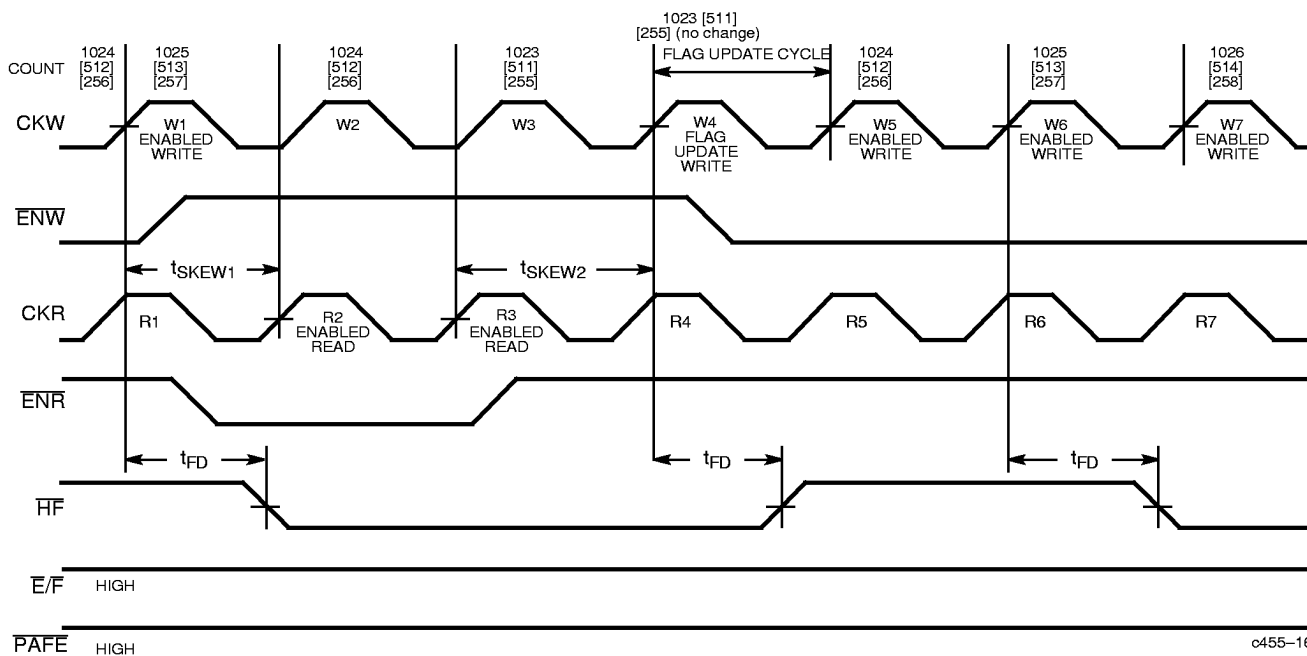 1023 [511]
[255] (no change)
FLAG UPDATE CYCLE
COUNT
1024
[512]
[256]
1025
[513]
[257]
1024
[512]
[256]
1023
[511]
[255]
1024
[512]
[256]
1025
[513]
[257]
1026
[514]
[258]
CKW
W1
ENABLED
WRITE
W2
W3
W4
FLAG
UPDATE
WRITE
W5
ENABLED
WRITE
W6
ENABLED
WRITE
W7
ENABLED
WRITE
ENW
tSKEW1
tSKEW2
CKR
R1
R2
ENABLED
READ
R3
ENABLED
READ
R4
R5
R6
R7
ENR
tFD
tFD
tFD
HF
E/F
HIGH
PAFE
HIGH
c455–16